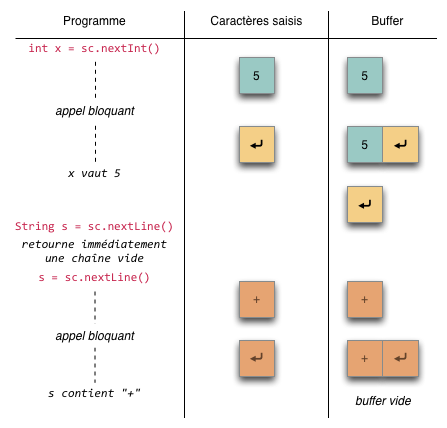 Programme Caractères saisis Buffer
int x = sc.nextInt()
5 5
appel bloquant
↵ 5 ↵
x vaut 5
↵
String s = sc.nextLine()
retourne immédiatement
une chaîne vide
s = sc.nextLine()
+ +
appel bloquant
↵ + ↵
s contient "+" buffer vide